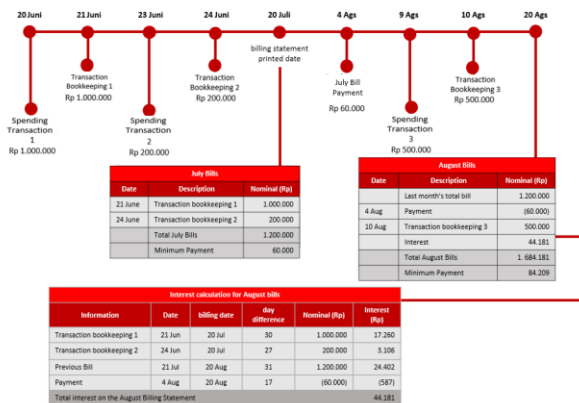 20 Juni 21 Juni 23 Juni 24 Juni 20 Juli 4 Ags 9 Ags 10 Ags 20 Ags
Transaction
Bookkeeping 1
Rp 1.000.000
Transaction
Bookkeeping 2
Rp 200.000
billing statement
printed date
July Bill
Payment
Rp 60.000
Transaction
Bookkeeping 3
Rp 500.000
Spending
Transaction
1
Rp 1.000.000
Spending
Transaction
2
Rp 200.000
Spending
Transaction
3
Rp 500.000
July Bills
Date Description Nominal (Rp)
21 June Transaction bookkeeping 1 1.000.000
24 June Transaction bookkeeping 2 200.000
Total July Bills 1.200.000
Minimum Payment 60.000
August Bills
Date Description Nominal (Rp)
Last month's total bill 1.200.000
4 Aug Payment (60.000)
10 Aug Transaction bookkeeping 3 500.000
Interest 44.181
Total August Bills 1. 684.181
Minimum Payment 84.209
Interest calculation for August bills
Information Date billing date day difference Nominal (Rp) Interest (Rp)
Transaction bookkeeping 1 21 Jun 20 Jul 30 1.000.000 17.260
Transaction bookkeeping 2 24 Jun 20 Jul 27 200.000 3.106
Previous Bill 21 Jul 20 Aug 31 1.200.000 24.402
Payment 4 Aug 20 Aug 17 (60.000) (587)
Total interest on the August Billing Statement 44.181